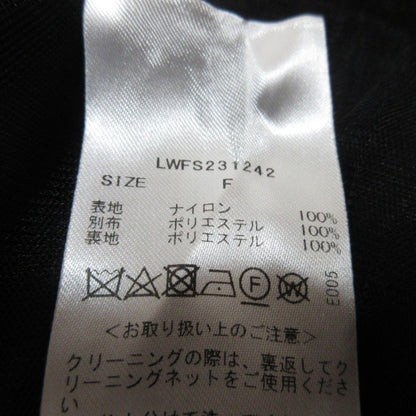 LWFS231242
SIZE F
表地 ナイロン 100%
別布 ポリエステル 100%
裏地 ポリエステル 100%
F W
E005
<お取り扱い上のご注意>
クリーニングの際は、裏返してク
リーニングネットをご使用くださ
い